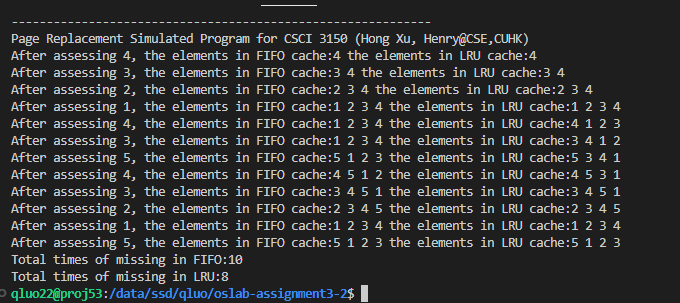 ------------------------------------------------------------
Page Replacement Simulated Program for CSCI 3150 (Hong Xu, Henry@CSE,CUHK)
After assessing 4, the elements in FIFO cache:4 the elements in LRU cache:4
After assessing 3, the elements in FIFO cache:3 4 the elements in LRU cache:3 4
After assessing 2, the elements in FIFO cache:2 3 4 the elements in LRU cache:2 3 4
After assessing 1, the elements in FIFO cache:1 2 3 4 the elements in LRU cache:1 2 3 4
After assessing 4, the elements in FIFO cache:1 2 3 4 the elements in LRU cache:4 1 2 3
After assessing 3, the elements in FIFO cache:1 2 3 4 the elements in LRU cache:3 4 1 2
After assessing 5, the elements in FIFO cache:5 1 2 3 the elements in LRU cache:5 3 4 1
After assessing 4, the elements in FIFO cache:4 5 1 2 the elements in LRU cache:4 5 3 1
After assessing 3, the elements in FIFO cache:3 4 5 1 the elements in LRU cache:3 4 5 1
After assessing 2, the elements in FIFO cache:2 3 4 5 the elements in LRU cache:2 3 4 5
After assessing 1, the elements in FIFO cache:1 2 3 4 the elements in LRU cache:1 2 3 4
After assessing 5, the elements in FIFO cache:5 1 2 3 the elements in LRU cache:5 1 2 3
Total times of missing in FIFO:10
Total times of missing in LRU:8
qluo22@proj53:/data/ssd/qluo/oslab-assignment3-2$